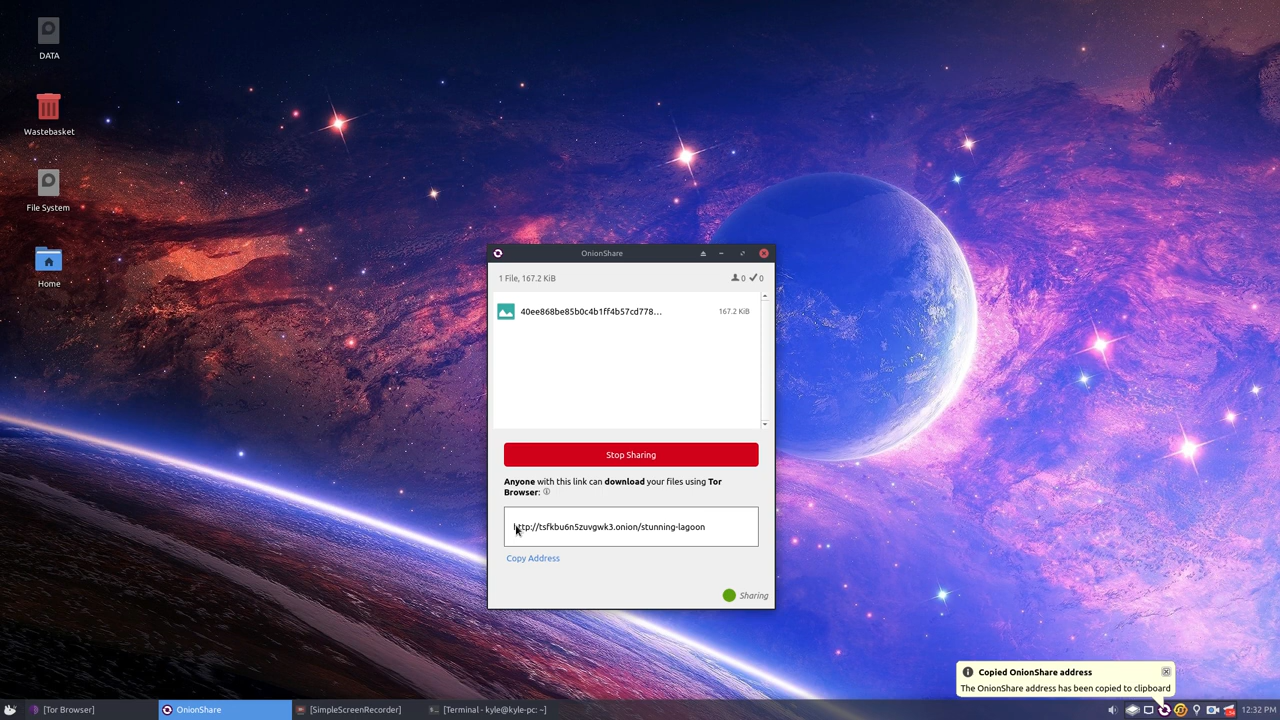 DATA
Wastebasket
File System
Home
OnionShare
1 File, 167.2 KiB
0 0
40ee868be85b0c4b1ff4b57cd778...
167.2 KiB
Stop Sharing
Anyone with this link can download your files using Tor
Browser:
http://tsfkbu6n5zuvgwk3.onion/stunning-lagoon
Copy Address
Sharing
Copied OnionShare address
The OnionShare address has been copied to clipboard
[Tor Browser]
OnionShare
[SimpleScreenRecorder]
[Terminal - kyle@kyle-pc: ~]
12:32 PM